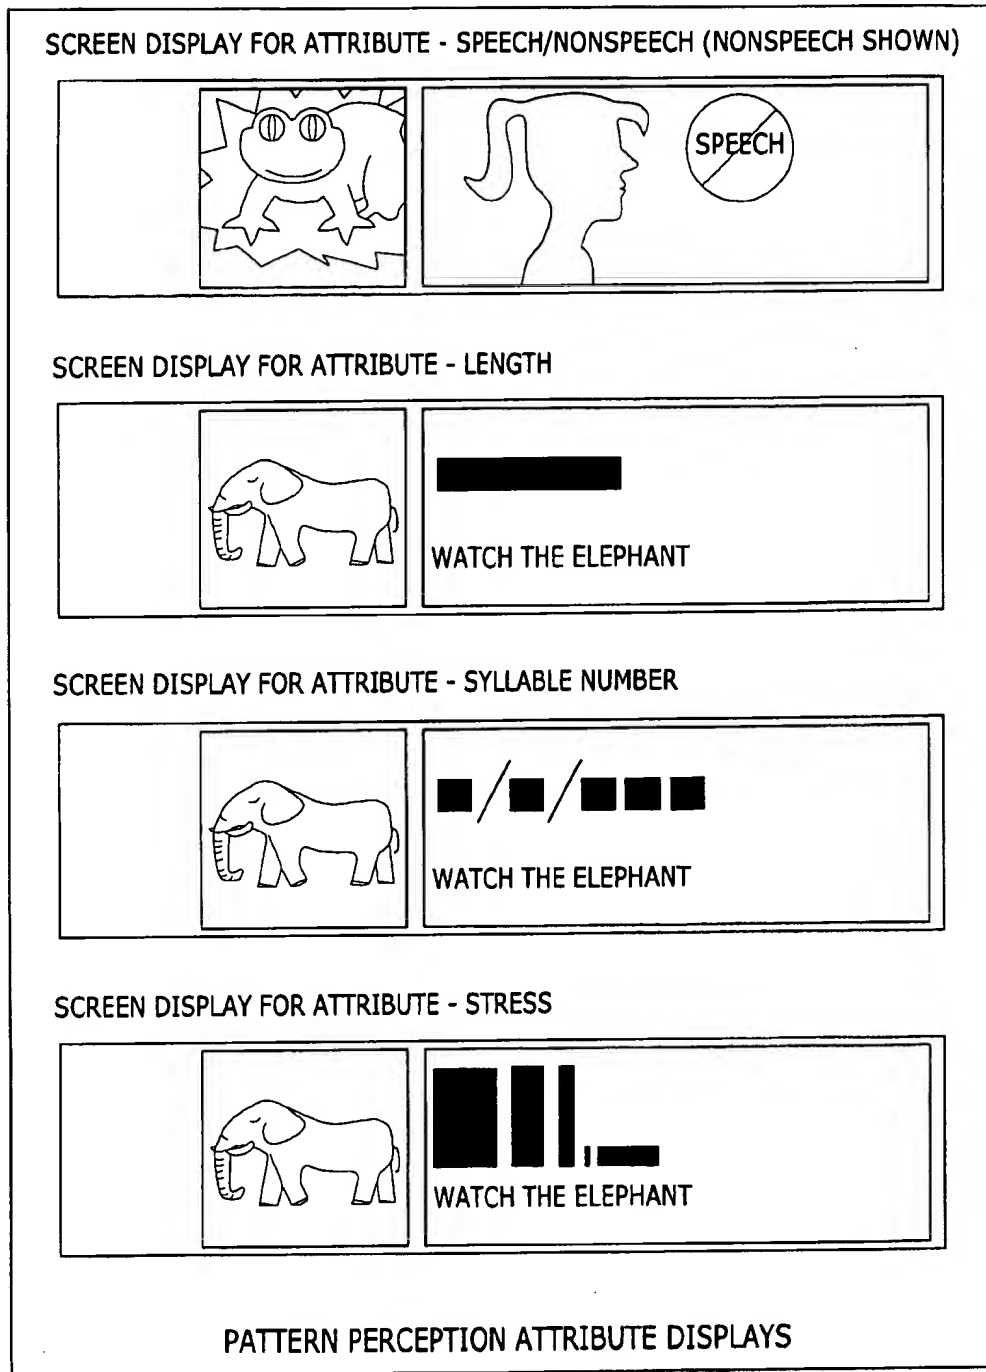 SCREEN DISPLAY FOR ATTRIBUTE - SPEECH/NONSPEECH (NONSPEECH SHOWN)
SPEECH
SCREEN DISPLAY FOR ATTRIBUTE - LENGTH
WATCH THE ELEPHANT
SCREEN DISPLAY FOR ATTRIBUTE - SYLLABLE NUMBER
WATCH THE ELEPHANT
SCREEN DISPLAY FOR ATTRIBUTE - STRESS
WATCH THE ELEPHANT
PATTERN PERCEPTION ATTRIBUTE DISPLAYS